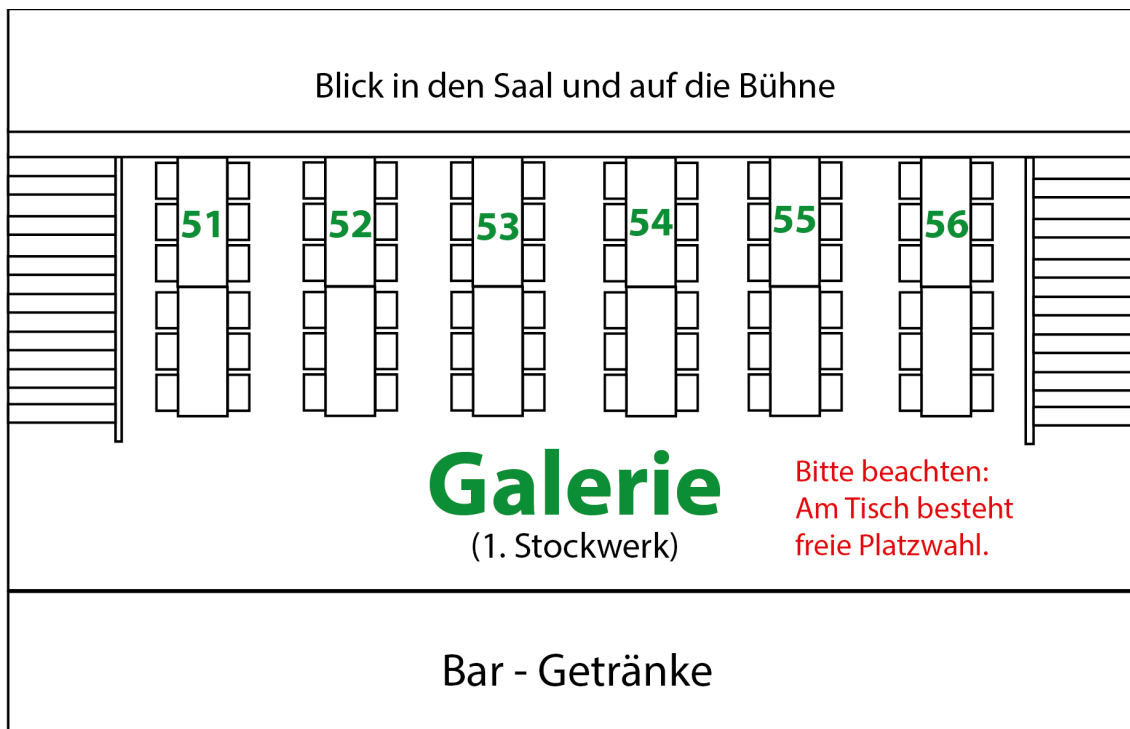 Blick in den Saal und auf die Bühne
51 52 53 54 55 56
Galerie
(1. Stockwerk)
Bitte beachten:
Am Tisch besteht
freie Platzwahl.
Bar - Getränke